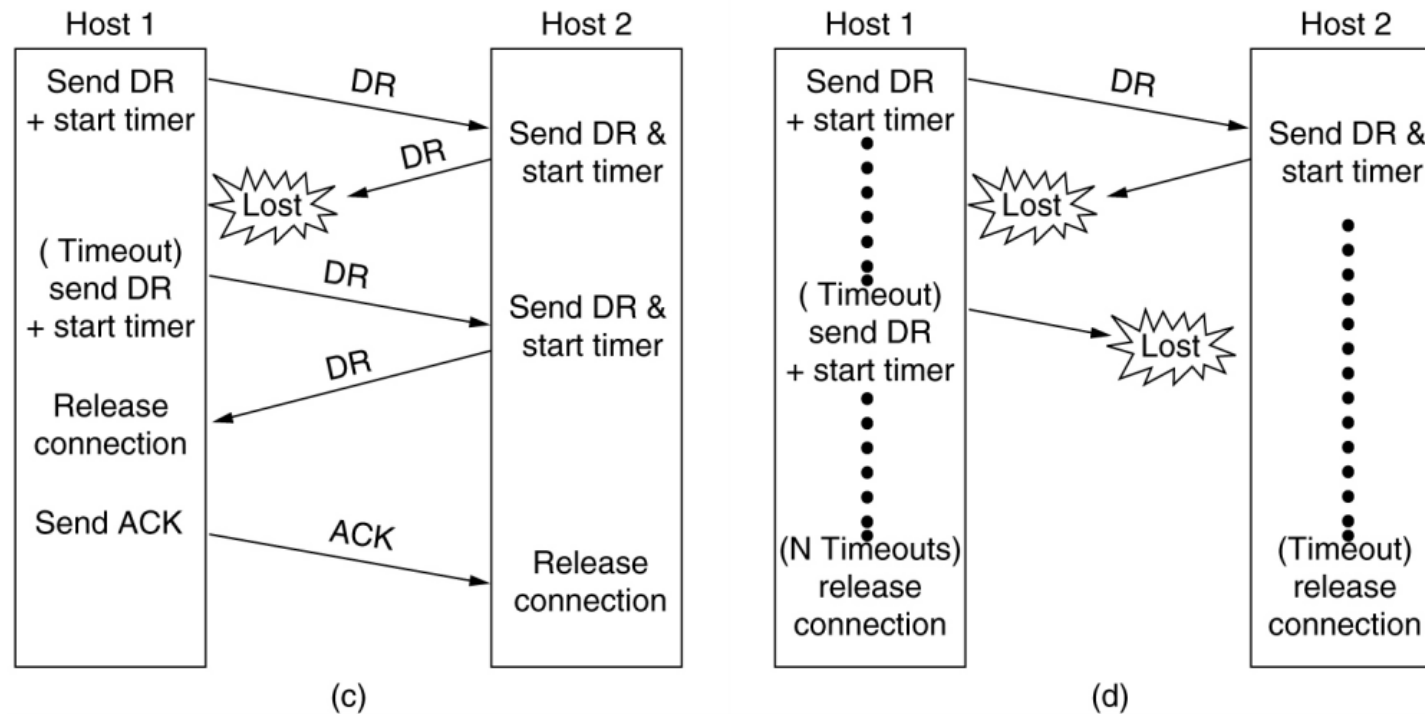 Host 1
Host 2
Send DR
+ start timer
DR
Send DR &
start timer
DR
Lost
( Timeout)
send DR
+ start timer
DR
Send DR &
start timer
DR
Release
connection
Send ACK
ACK
Release
connection
(c)
Host 1
Host 2
Send DR
+ start timer
DR
Send DR &
start timer
Lost
( Timeout)
send DR
+ start timer
Lost
(N Timeouts)
release
connection
(Timeout)
release
connection
(d)